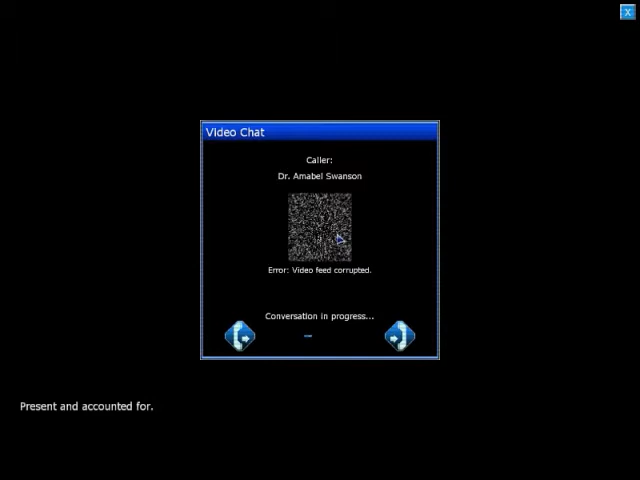 X
Video Chat
Caller:
Dr. Amabel Swanson
Error: Video feed corrupted.
Conversation in progress...
Present and accounted for.